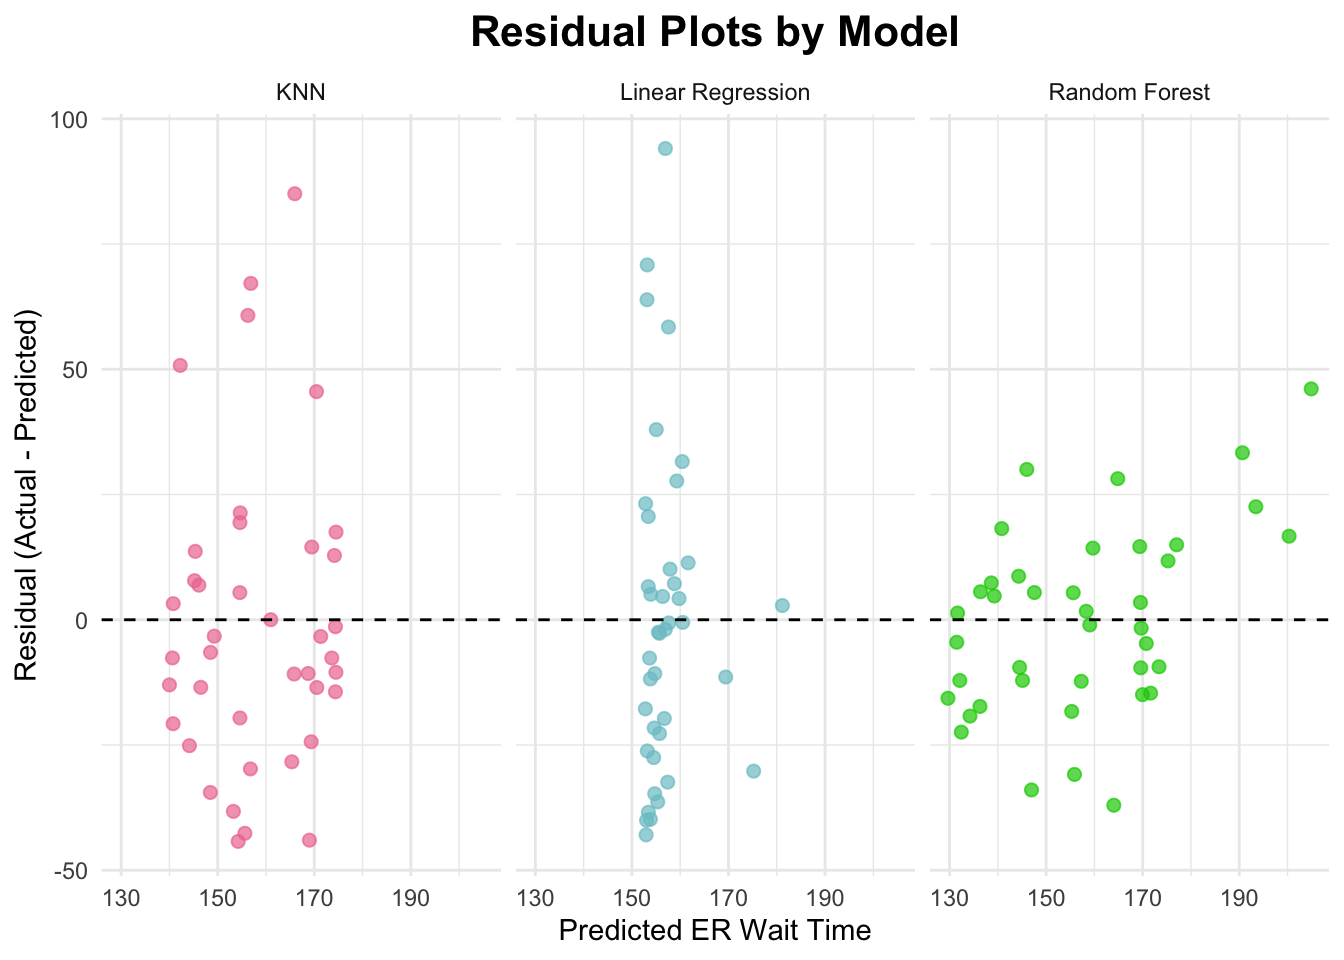 Residual Plots by Model
KNN
Linear Regression
Random Forest
Residual (Actual - Predicted)
100
50
0
-50
130 150 170 190
130 150 170 190
130 150 170 190
Predicted ER Wait Time